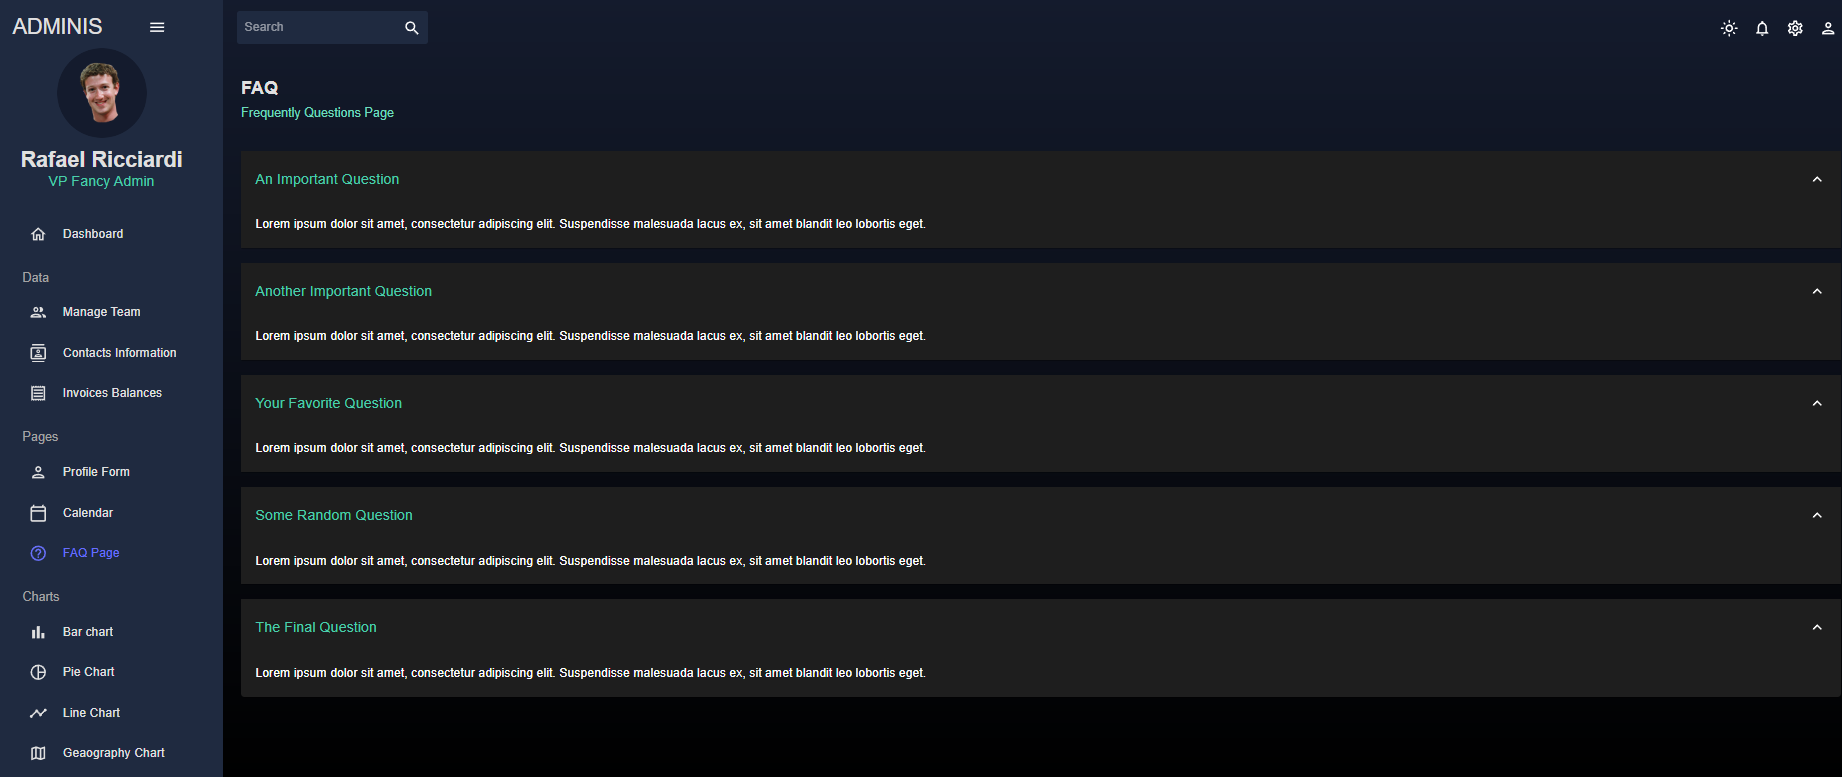 ADMINIS
Rafael Ricciardi
VP Fancy Admin
Dashboard
Data
Manage Team
Contacts Information
Invoices Balances
Pages
Profile Form
Calendar
FAQ Page
Charts
Bar chart
Pie Chart
Line Chart
Geaography Chart
Search
FAQ
Frequently Questions Page
An Important Question
Lorem ipsum dolor sit amet, consectetur adipiscing elit. Suspendisse malesuada lacus ex, sit amet blandit leo lobortis eget.
Another Important Question
Lorem ipsum dolor sit amet, consectetur adipiscing elit. Suspendisse malesuada lacus ex, sit amet blandit leo lobortis eget.
Your Favorite Question
Lorem ipsum dolor sit amet, consectetur adipiscing elit. Suspendisse malesuada lacus ex, sit amet blandit leo lobortis eget.
Some Random Question
Lorem ipsum dolor sit amet, consectetur adipiscing elit. Suspendisse malesuada lacus ex, sit amet blandit leo lobortis eget.
The Final Question
Lorem ipsum dolor sit amet, consectetur adipiscing elit. Suspendisse malesuada lacus ex, sit amet blandit leo lobortis eget.